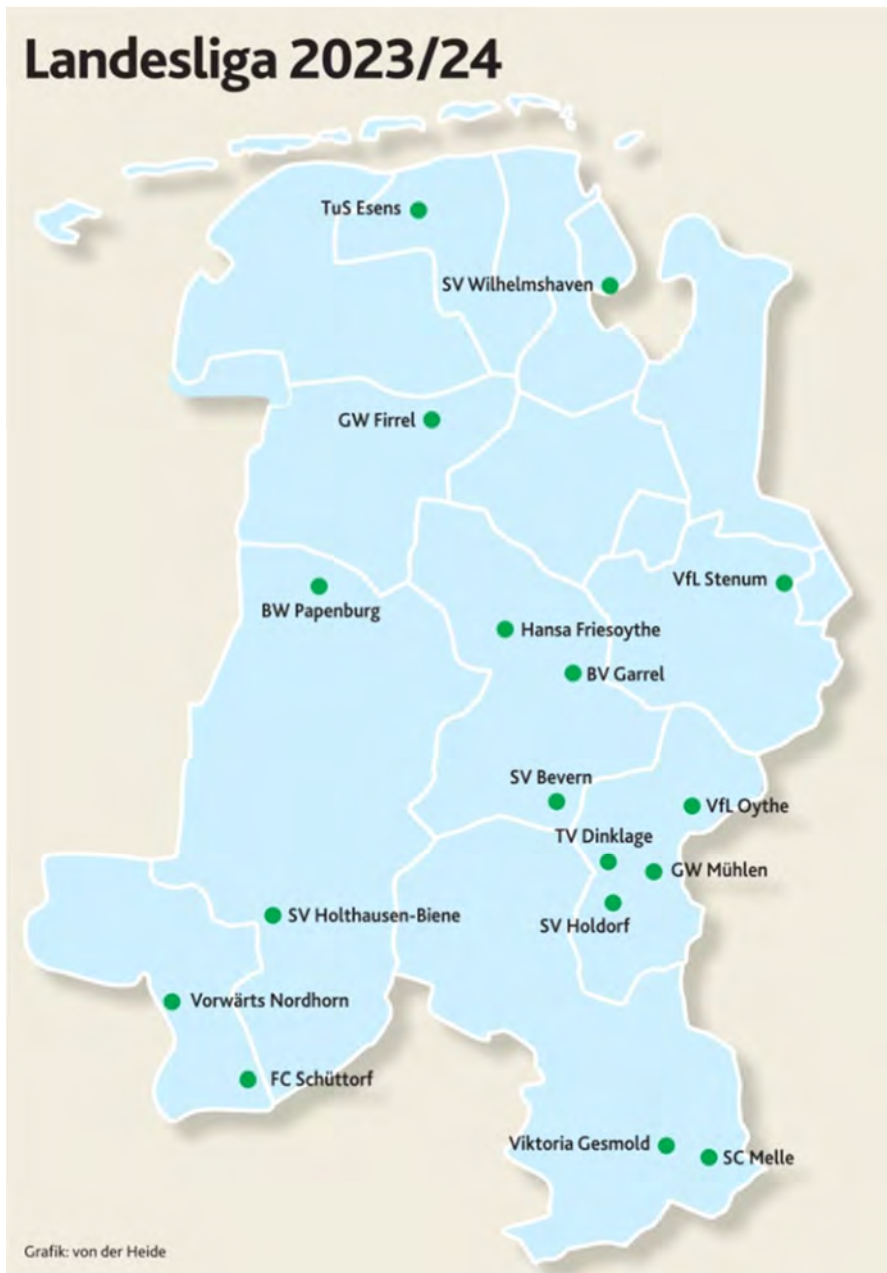 Landesliga 2023/24
TuS Esens
SV Wilhelmshaven
GW Firrel
VfL Stenum
BW Papenburg
Hansa Friesoythe
BV Garrel
SV Bevern
VfL Oythe
TV Dinklage
GW Mühlen
SV Holthausen-Biene
SV Holdorf
Vorwärts Nordhorn
FC Schüttorf
Viktoria Gesmold
SC Melle
Grafik: von der Heide